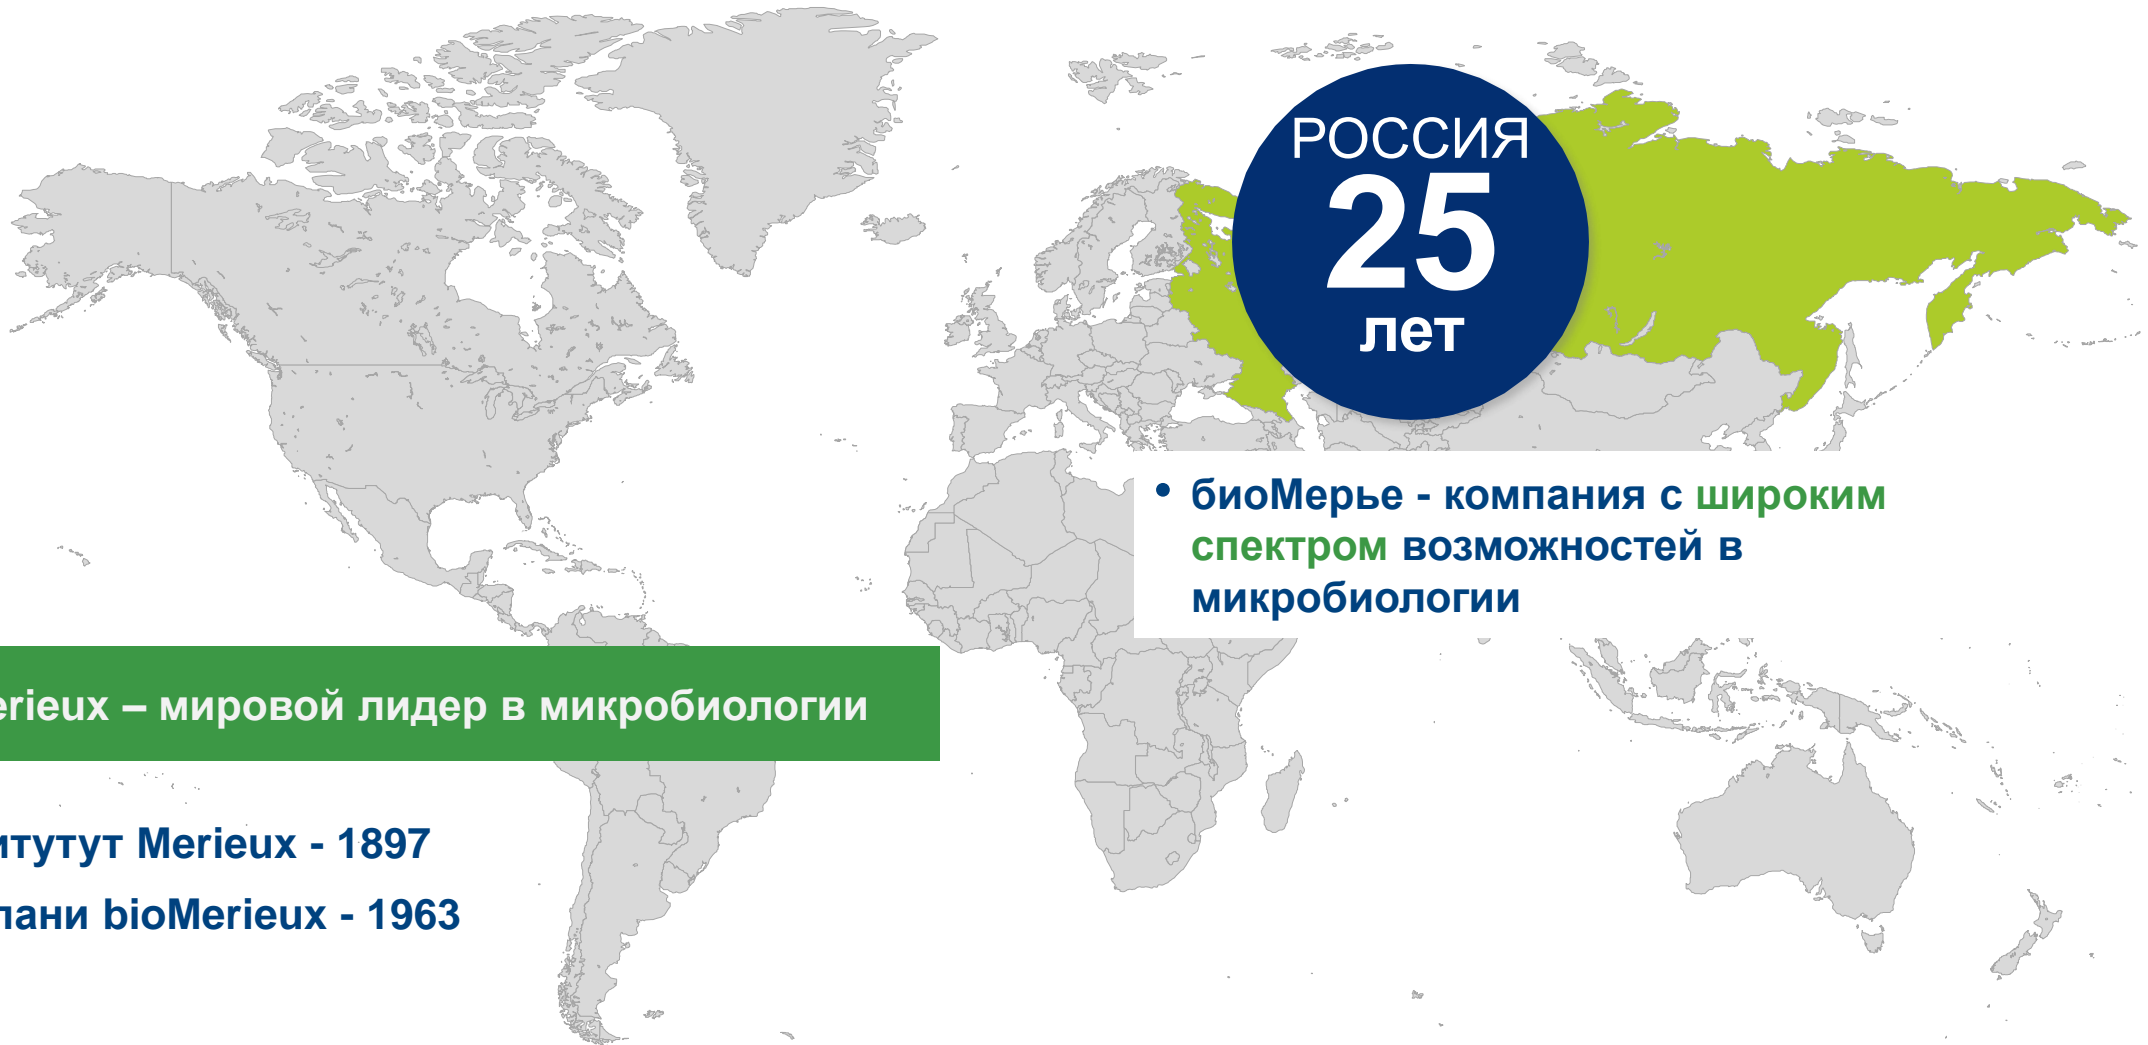 РОССИЯ
25
лет
• биоМерье - компания с широким
спектром возможностей в
микробиологии
erieux – мировой лидер в микробиологии
итутут Merieux - 1897
пани bioMerieux - 1963